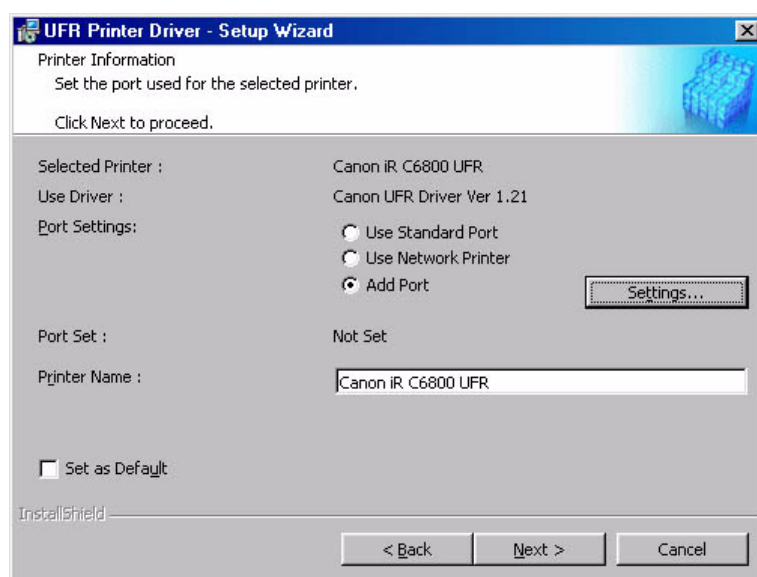 UFR Printer Driver - Setup Wizard
Printer Information
Set the port used for the selected printer.
Click Next to proceed.
Selected Printer : Canon iR C6800 UFR
Use Driver : Canon UFR Driver Ver 1.21
Port Settings: Use Standard Port
Use Network Printer
Add Port Settings...
Port Set : Not Set
Printer Name : Canon iR C6800 UFR
Set as Default
InstallShield
< Back Next > Cancel